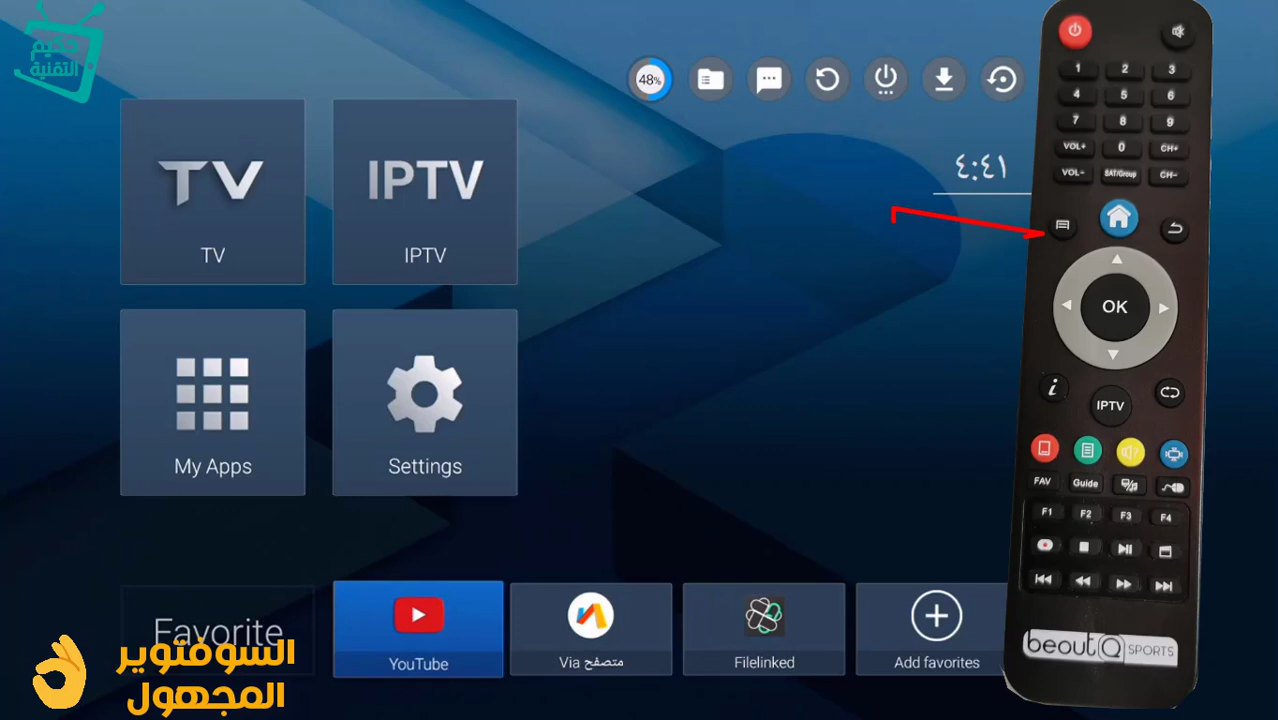 حكيم
التقنية
48%
٤:٤١
TV
TV
IPTV
IPTV
My Apps
Settings
Favorite
YouTube
Via متصفح
Filelinked
Add favorites
السوفتوير
المجهول
1 2 3
4 5 6
7 8 9
VOL+ 0 CH+
VOL- SAT/Group CH-
OK
i IPTV
FAV Guide
F1 F2 F3 F4
beoutQ SPORTS